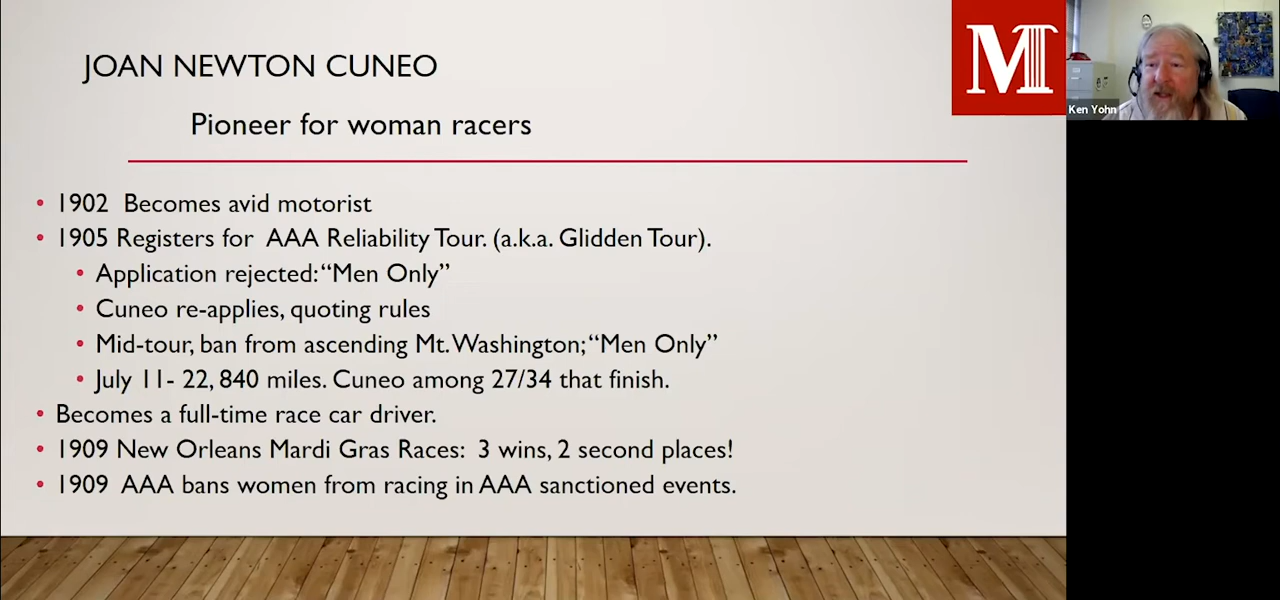 JOAN NEWTON CUNEO
Pioneer for woman racers
M
Ken Yohn
• 1902 Becomes avid motorist
• 1905 Registers for AAA Reliability Tour. (a.k.a. Glidden Tour).
• Application rejected: “Men Only”
• Cuneo re-applies, quoting rules
• Mid-tour, ban from ascending Mt. Washington; “Men Only”
• July 11- 22, 840 miles. Cuneo among 27/34 that finish.
• Becomes a full-time race car driver.
• 1909 New Orleans Mardi Gras Races: 3 wins, 2 second places!
• 1909 AAA bans women from racing in AAA sanctioned events.